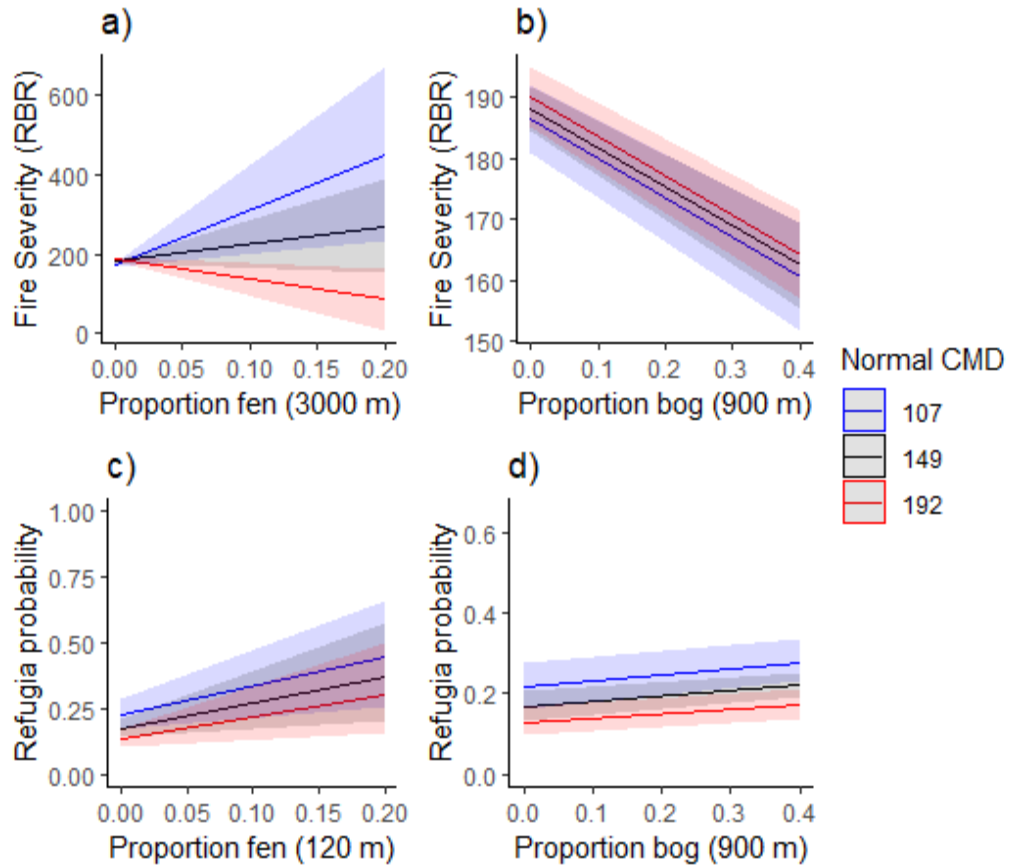 a)
Fire Severity (RBR)
600
400
200
0
0.00 0.05 0.10 0.15 0.20
Proportion fen (3000 m)
b)
Fire Severity (RBR)
190
180
170
160
150
0.0 0.1 0.2 0.3 0.4
Proportion bog (900 m)
Normal CMD
107
149
192
c)
Refugia probability
1.00
0.75
0.50
0.25
0.00
0.00 0.05 0.10 0.15 0.20
Proportion fen (120 m)
d)
Refugia probability
0.6
0.4
0.2
0.0
0.0 0.1 0.2 0.3 0.4
Proportion bog (900 m)